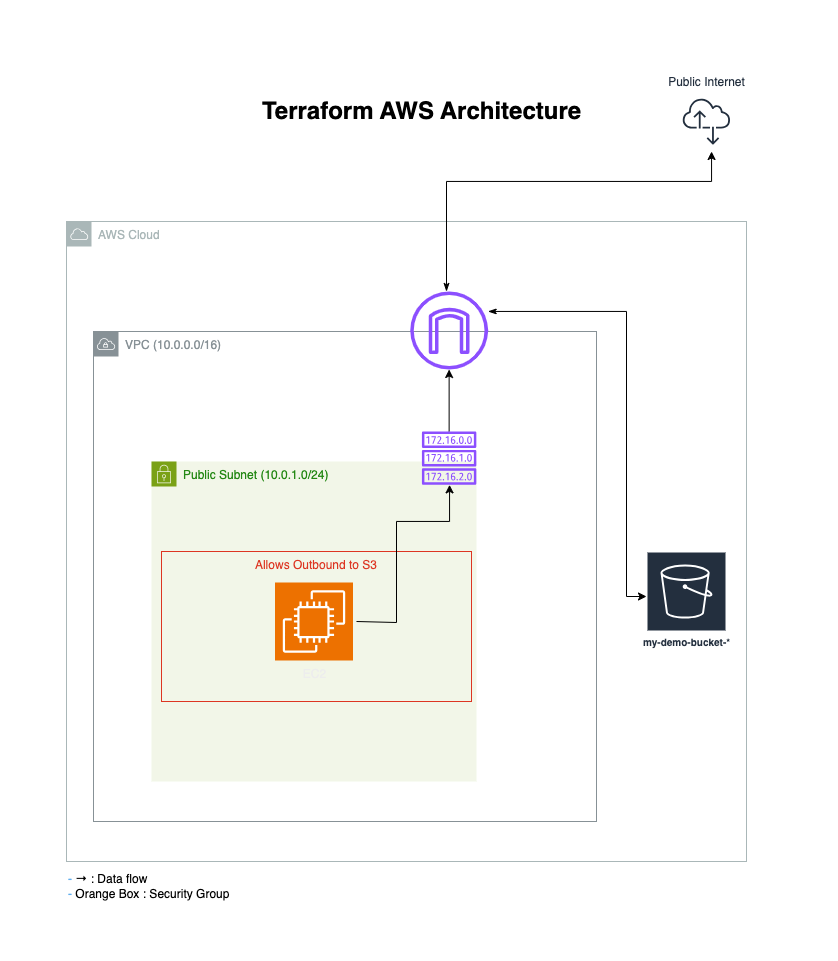 Public Internet
Terraform AWS Architecture
AWS Cloud
VPC (10.0.0.0/16)
172.16.0.0
172.16.1.0
172.16.2.0
Public Subnet (10.0.1.0/24)
Allows Outbound to S3
EC2
my-demo-bucket-*
- → : Data flow
- Orange Box : Security Group